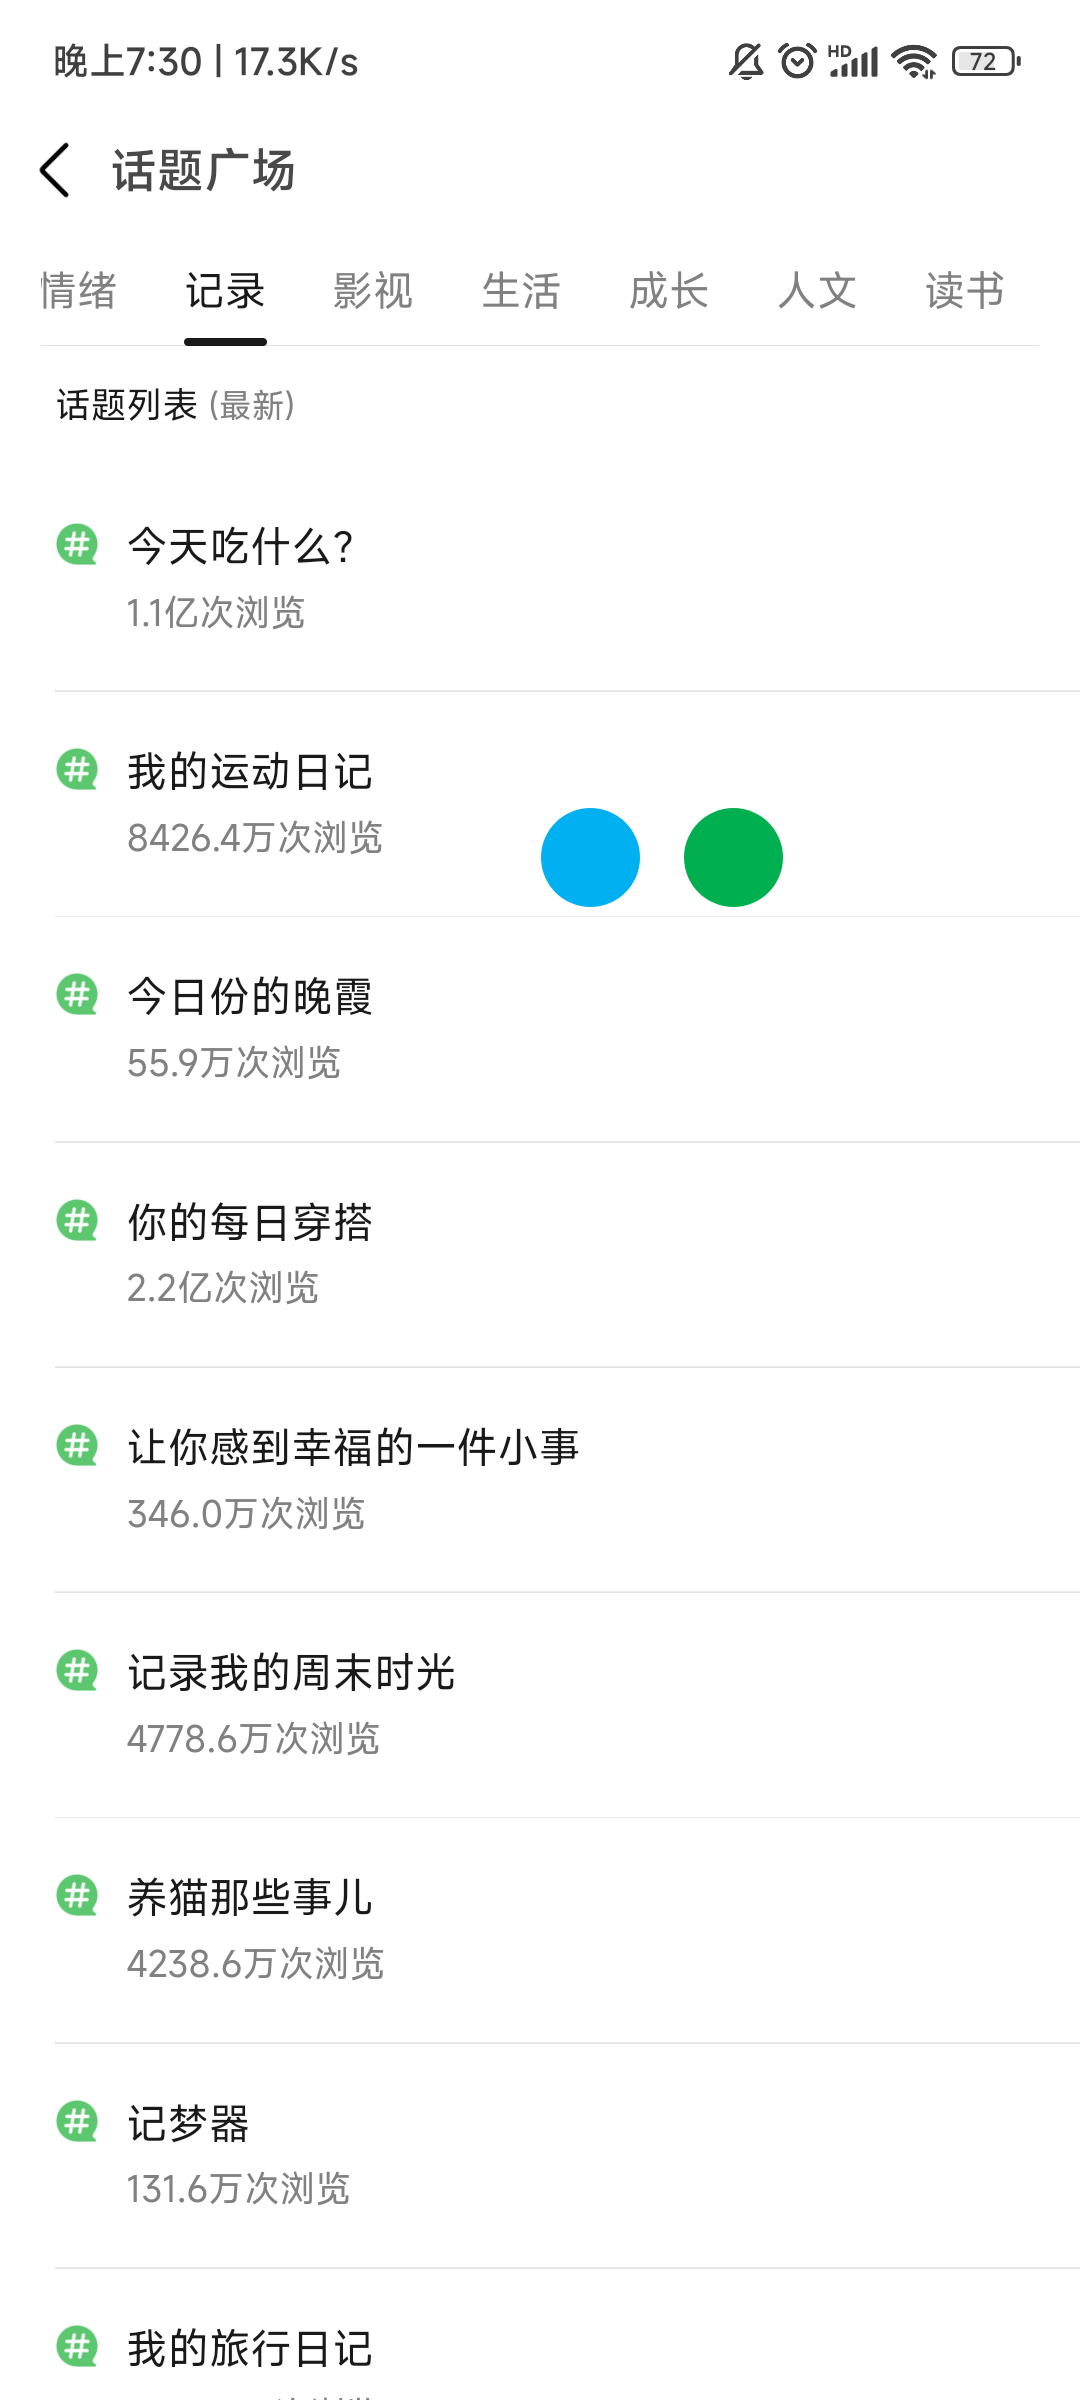 晚上7:30 | 17.3K/s HD 72
话题广场
情绪 记录 影视 生活 成长 人文 读书
话题列表 (最新)
# 今天吃什么?
1.1亿次浏览
# 我的运动日记
8426.4万次浏览
# 今日份的晚霞
55.9万次浏览
# 你的每日穿搭
2.2亿次浏览
# 让你感到幸福的一件小事
346.0万次浏览
# 记录我的周末时光
4778.6万次浏览
# 养猫那些事儿
4238.6万次浏览
# 记梦器
131.6万次浏览
# 我的旅行日记